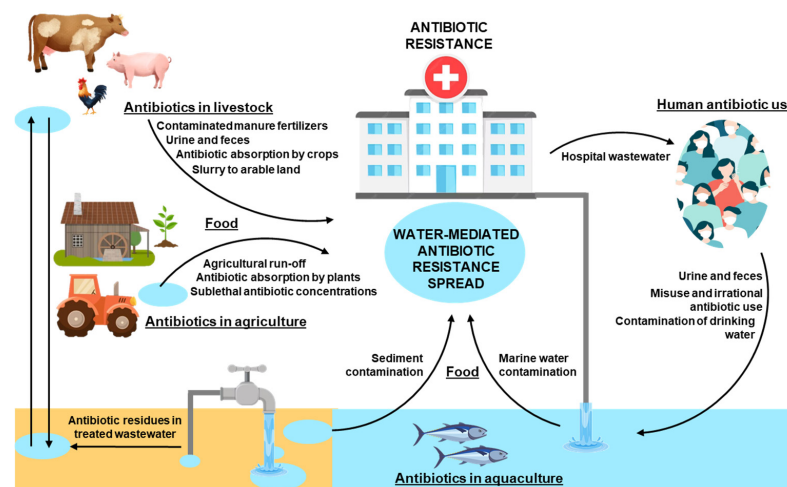 ANTIBIOTIC
RESISTANCE
Antibiotics in livestock
Contaminated manure fertilizers
Urine and feces
Antibiotic absorption by crops
Slurry to arable land
Human antibiotic us
Hospital wastewater
Food
WATER-MEDIATED
ANTIBIOTIC
RESISTANCE
SPREAD
Agricultural run-off
Antibiotic absorption by plants
Sublethal antibiotic concentrations
Antibiotics in agriculture
Urine and feces
Misuse and irrational
antibiotic use
Contamination of drinking
water
Sediment
contamination
Food
Marine water
contamination
Antibiotic residues in
treated wastewater
Antibiotics in aquaculture